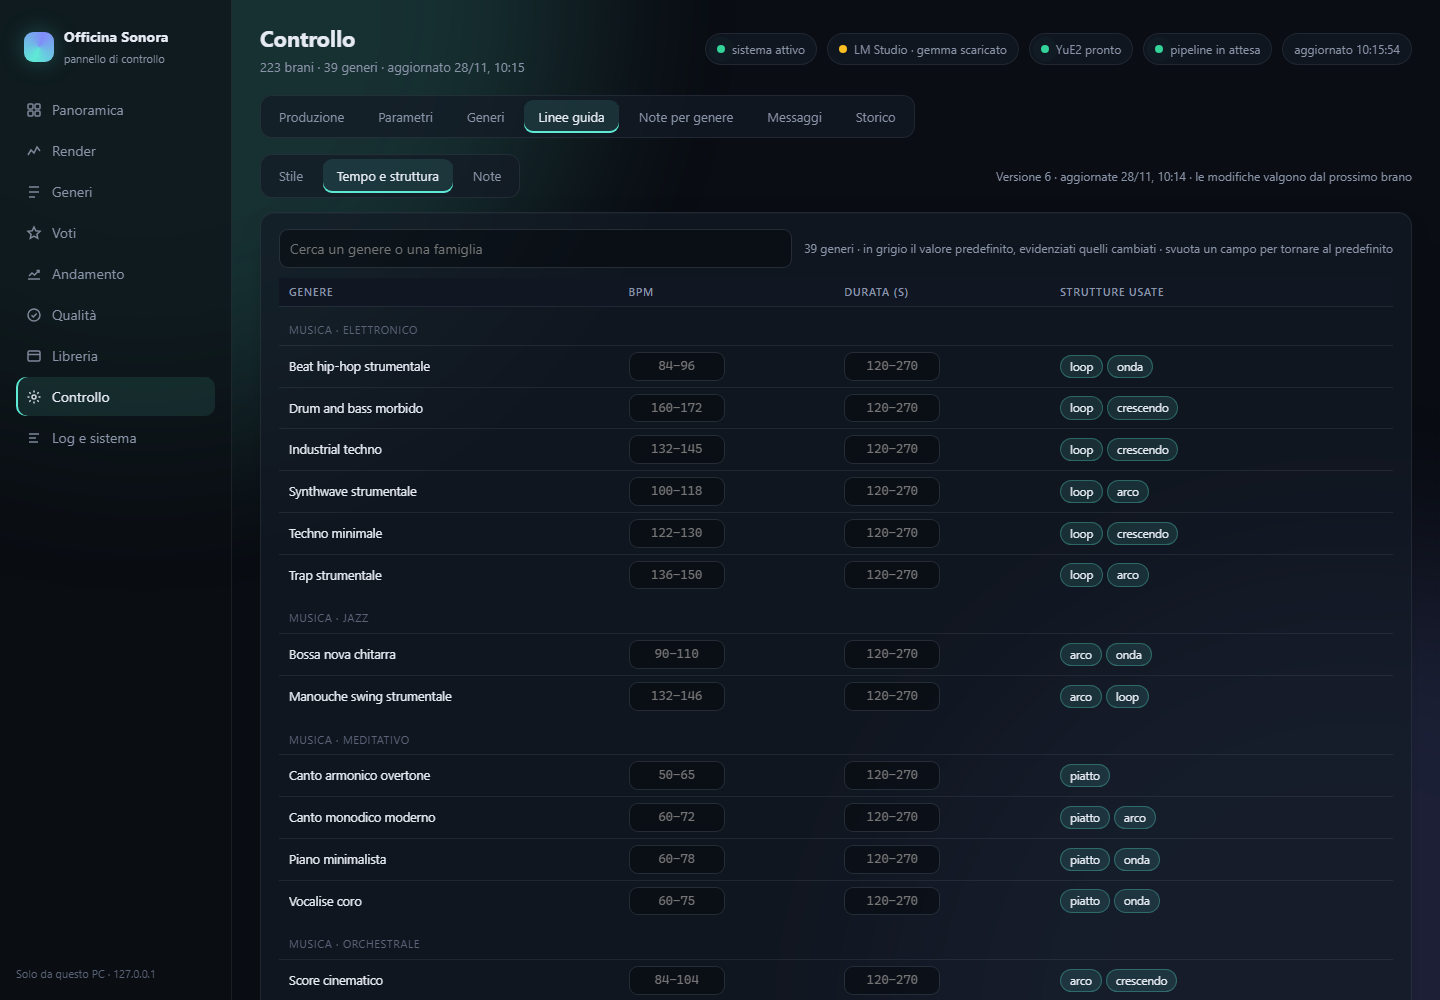 Officina Sonora
pannello di controllo
Panoramica
Render
Generi
Voti
Andamento
Qualità
Libreria
Controllo
Log e sistema
Solo da questo PC · 127.0.0.1
Controllo
223 brani · 39 generi · aggiornato 28/11, 10:15
sistema attivo
LM Studio · gemma scaricato
YuE2 pronto
pipeline in attesa
aggiornato 10:15:54
Produzione
Parametri
Generi
Linee guida
Note per genere
Messaggi
Storico
Stile
Tempo e struttura
Note
Versione 6 · aggiornate 28/11, 10:14 · le modifiche valgono dal prossimo brano
Cerca un genere o una famiglia
39 generi · in grigio il valore predefinito, evidenziati quelli cambiati · svuota un campo per tornare al predefinito
GENERE BPM DURATA (S) STRUTTURE USATE
MUSICA · ELETTRONICO
Beat hip-hop strumentale 84–96 120–270 loop onda
Drum and bass morbido 160–172 120–270 loop crescendo
Industrial techno 132–145 120–270 loop crescendo
Synthwave strumentale 100–118 120–270 loop arco
Techno minimale 122–130 120–270 loop crescendo
Trap strumentale 136–150 120–270 loop arco
MUSICA · JAZZ
Bossa nova chitarra 90–110 120–270 arco onda
Manouche swing strumentale 132–146 120–270 arco loop
MUSICA · MEDITATIVO
Canto armonico overtone 50–65 120–270 piatto
Canto monodico moderno 60–72 120–270 piatto arco
Piano minimalista 60–78 120–270 piatto onda
Vocalise coro 60–75 120–270 piatto onda
MUSICA · ORCHESTRALE
Score cinematico 84–104 120–270 arco crescendo